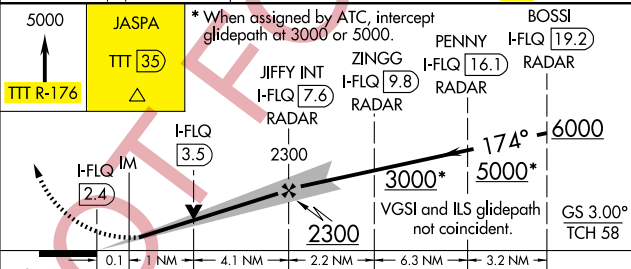 5000
TTT R-176
JASPA
TTT 35
* When assigned by ATC, intercept
glidepath at 3000 or 5000.
BOSSI
I-FLQ 19.2
RADAR
PENNY
I-FLQ 16.1
RADAR
ZINGG
I-FLQ 9.8
RADAR
JIFFY INT
I-FLQ 7.6
RADAR
I-FLQ
3.5
I-FLQ
2.4
IM
2300
174°
6000
5000*
3000*
2300
VGSI and ILS glidepath
not coincident.
GS 3.00°
TCH 58
0.1
1 NM
4.1 NM
2.2 NM
6.3 NM
3.2 NM